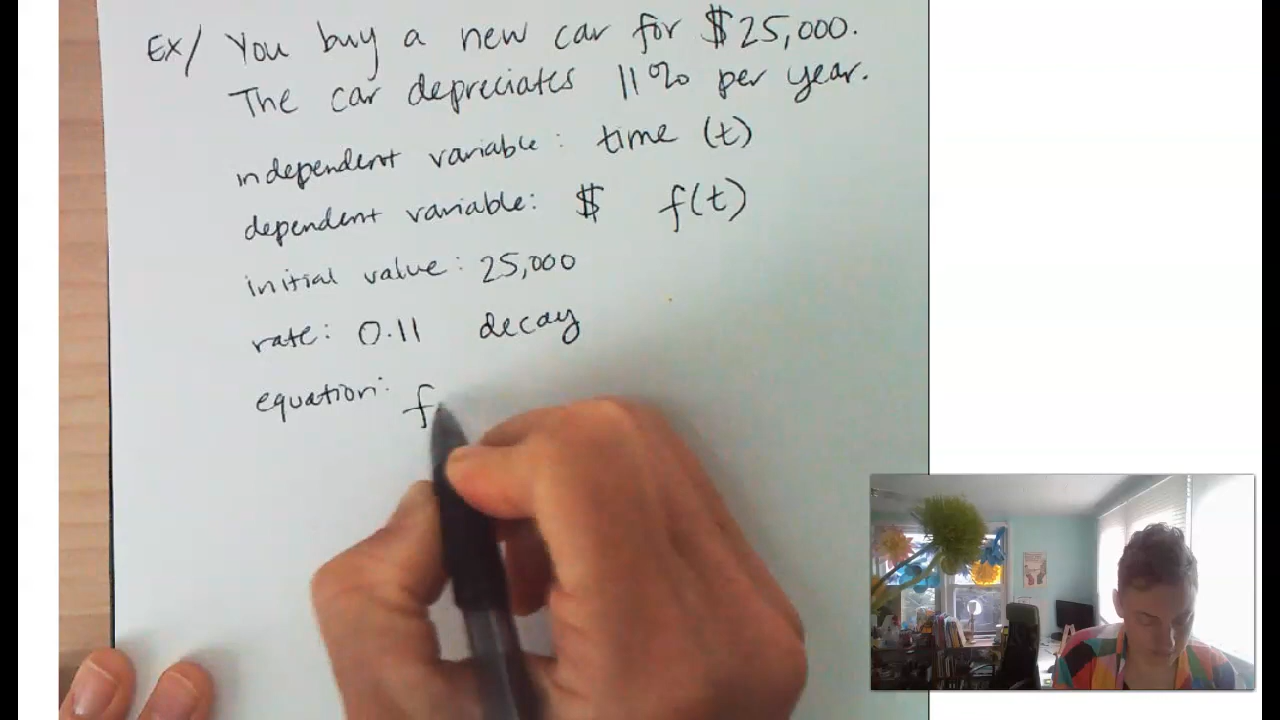 EX/ You buy a new car for $25,000.
The car depreciates 11% per year.
independent variable: time (t)
dependent variable: $ f(t)
initial value: 25,000
rate: 0.11 decay
equation: f